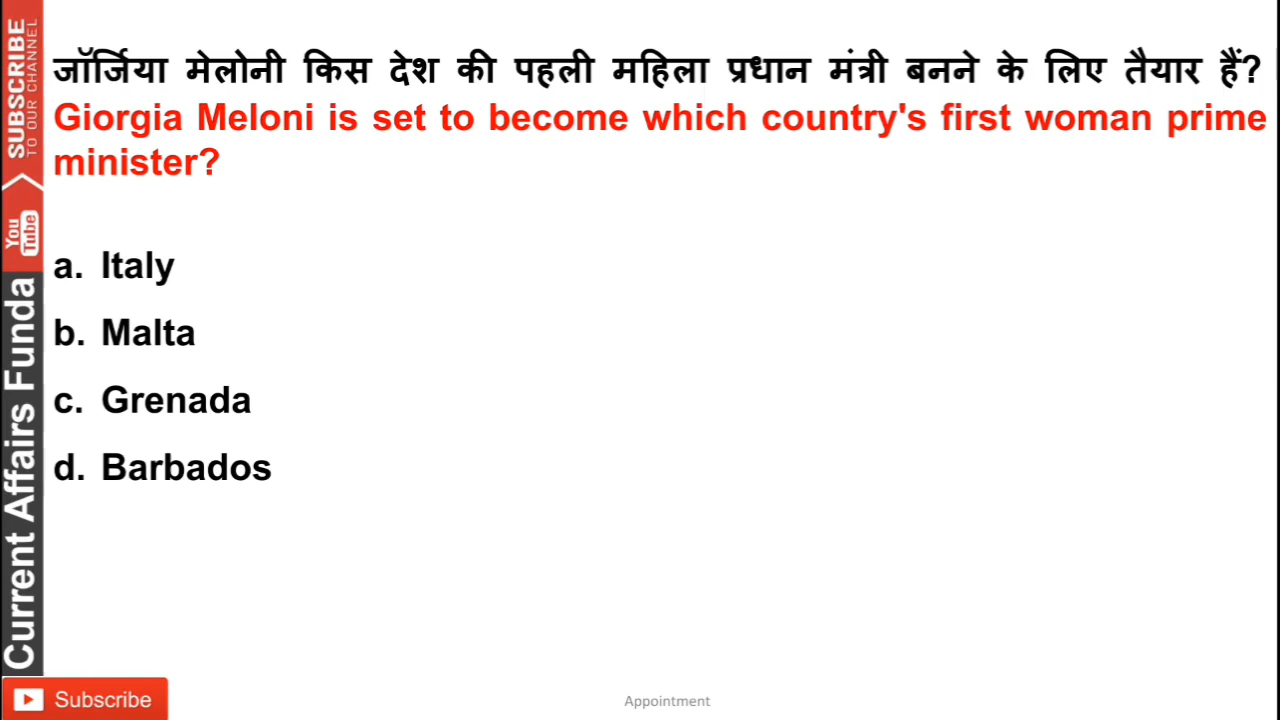 जॉर्जिया मेलोनी किस देश की पहली महिला प्रधान मंत्री बनने के लिए तैयार हैं?
Giorgia Meloni is set to become which country's first woman prime
minister?
a. Italy
b. Malta
c. Grenada
d. Barbados
SUBSCRIBE
TO OUR CHANNEL
You
Tube
Current Affairs Funda
Subscribe
Appointment